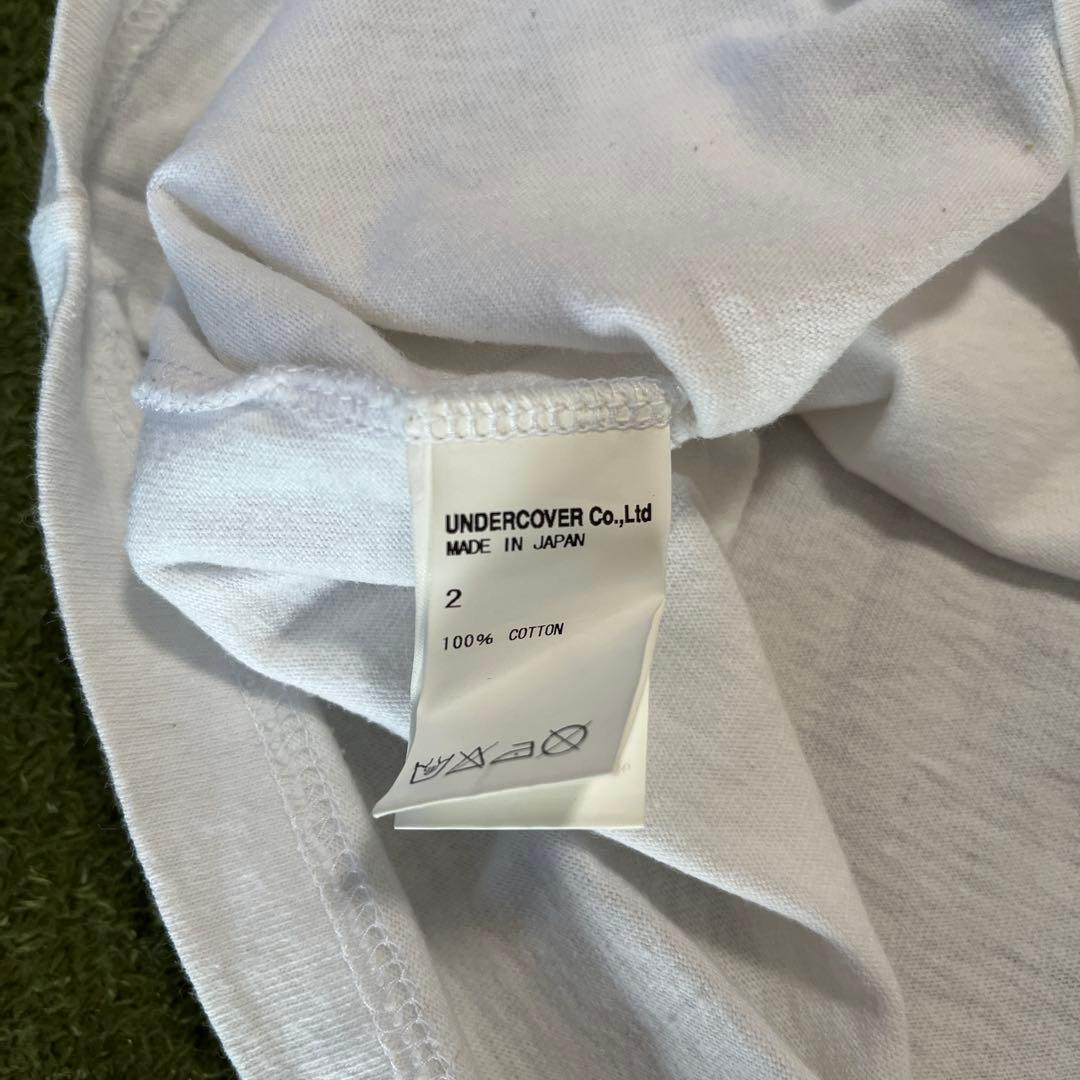 UNDERCOVER Co.,Ltd
MADE IN JAPAN
2
100% COTTON